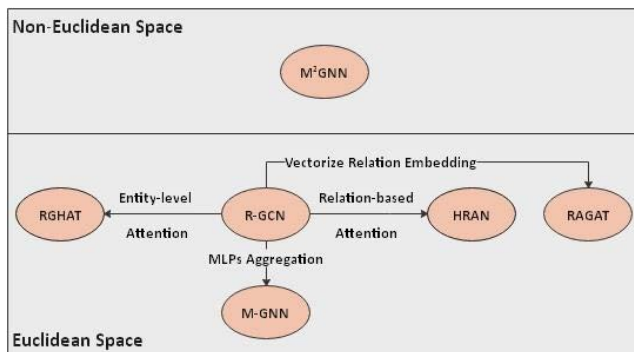 Non-Euclidean Space
M²GNN
Vectorize Relation Embedding
Entity-level
Relation-based
RGHAT
R-GCN
HRAN
RAGAT
Attention
Attention
MLPs Aggregation
M-GNN
Euclidean Space